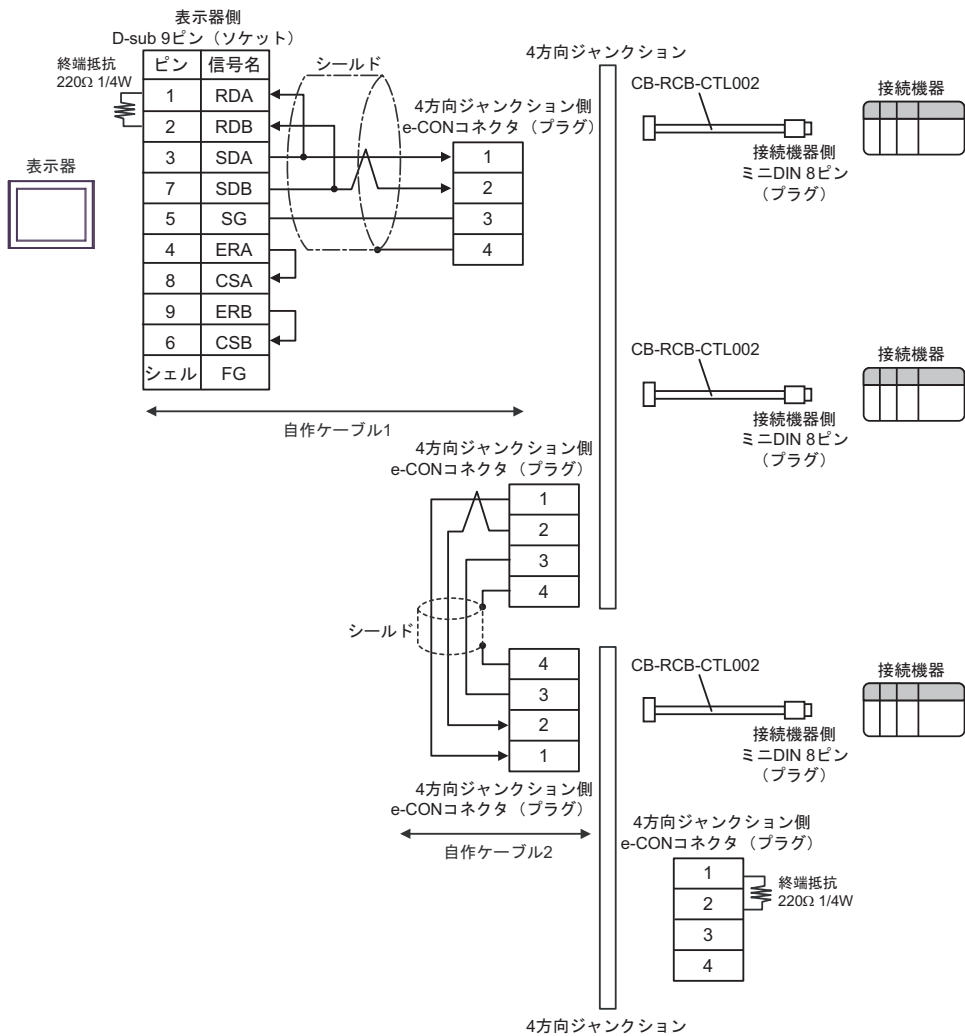 表示器側
D-sub 9ピン（ソケット）
終端抵抗
220Ω 1/4W
ピン 信号名
1 RDA
2 RDB
3 SDA
7 SDB
5 SG
4 ERA
8 CSA
9 ERB
6 CSB
シェル FG
表示器
シールド
4方向ジャンクション側
e-CONコネクタ（プラグ）
1
2
3
4
自作ケーブル1
4方向ジャンクション
CB-RCB-CTL002
接続機器側
ミニDIN 8ピン
（プラグ）
接続機器
CB-RCB-CTL002
接続機器側
ミニDIN 8ピン
（プラグ）
接続機器
4方向ジャンクション側
e-CONコネクタ（プラグ）
1
2
3
4
シールド
4
3
2
1
4方向ジャンクション側
e-CONコネクタ（プラグ）
自作ケーブル2
CB-RCB-CTL002
接続機器側
ミニDIN 8ピン
（プラグ）
接続機器
4方向ジャンクション側
e-CONコネクタ（プラグ）
1
2
3
4
終端抵抗
220Ω 1/4W
4方向ジャンクション